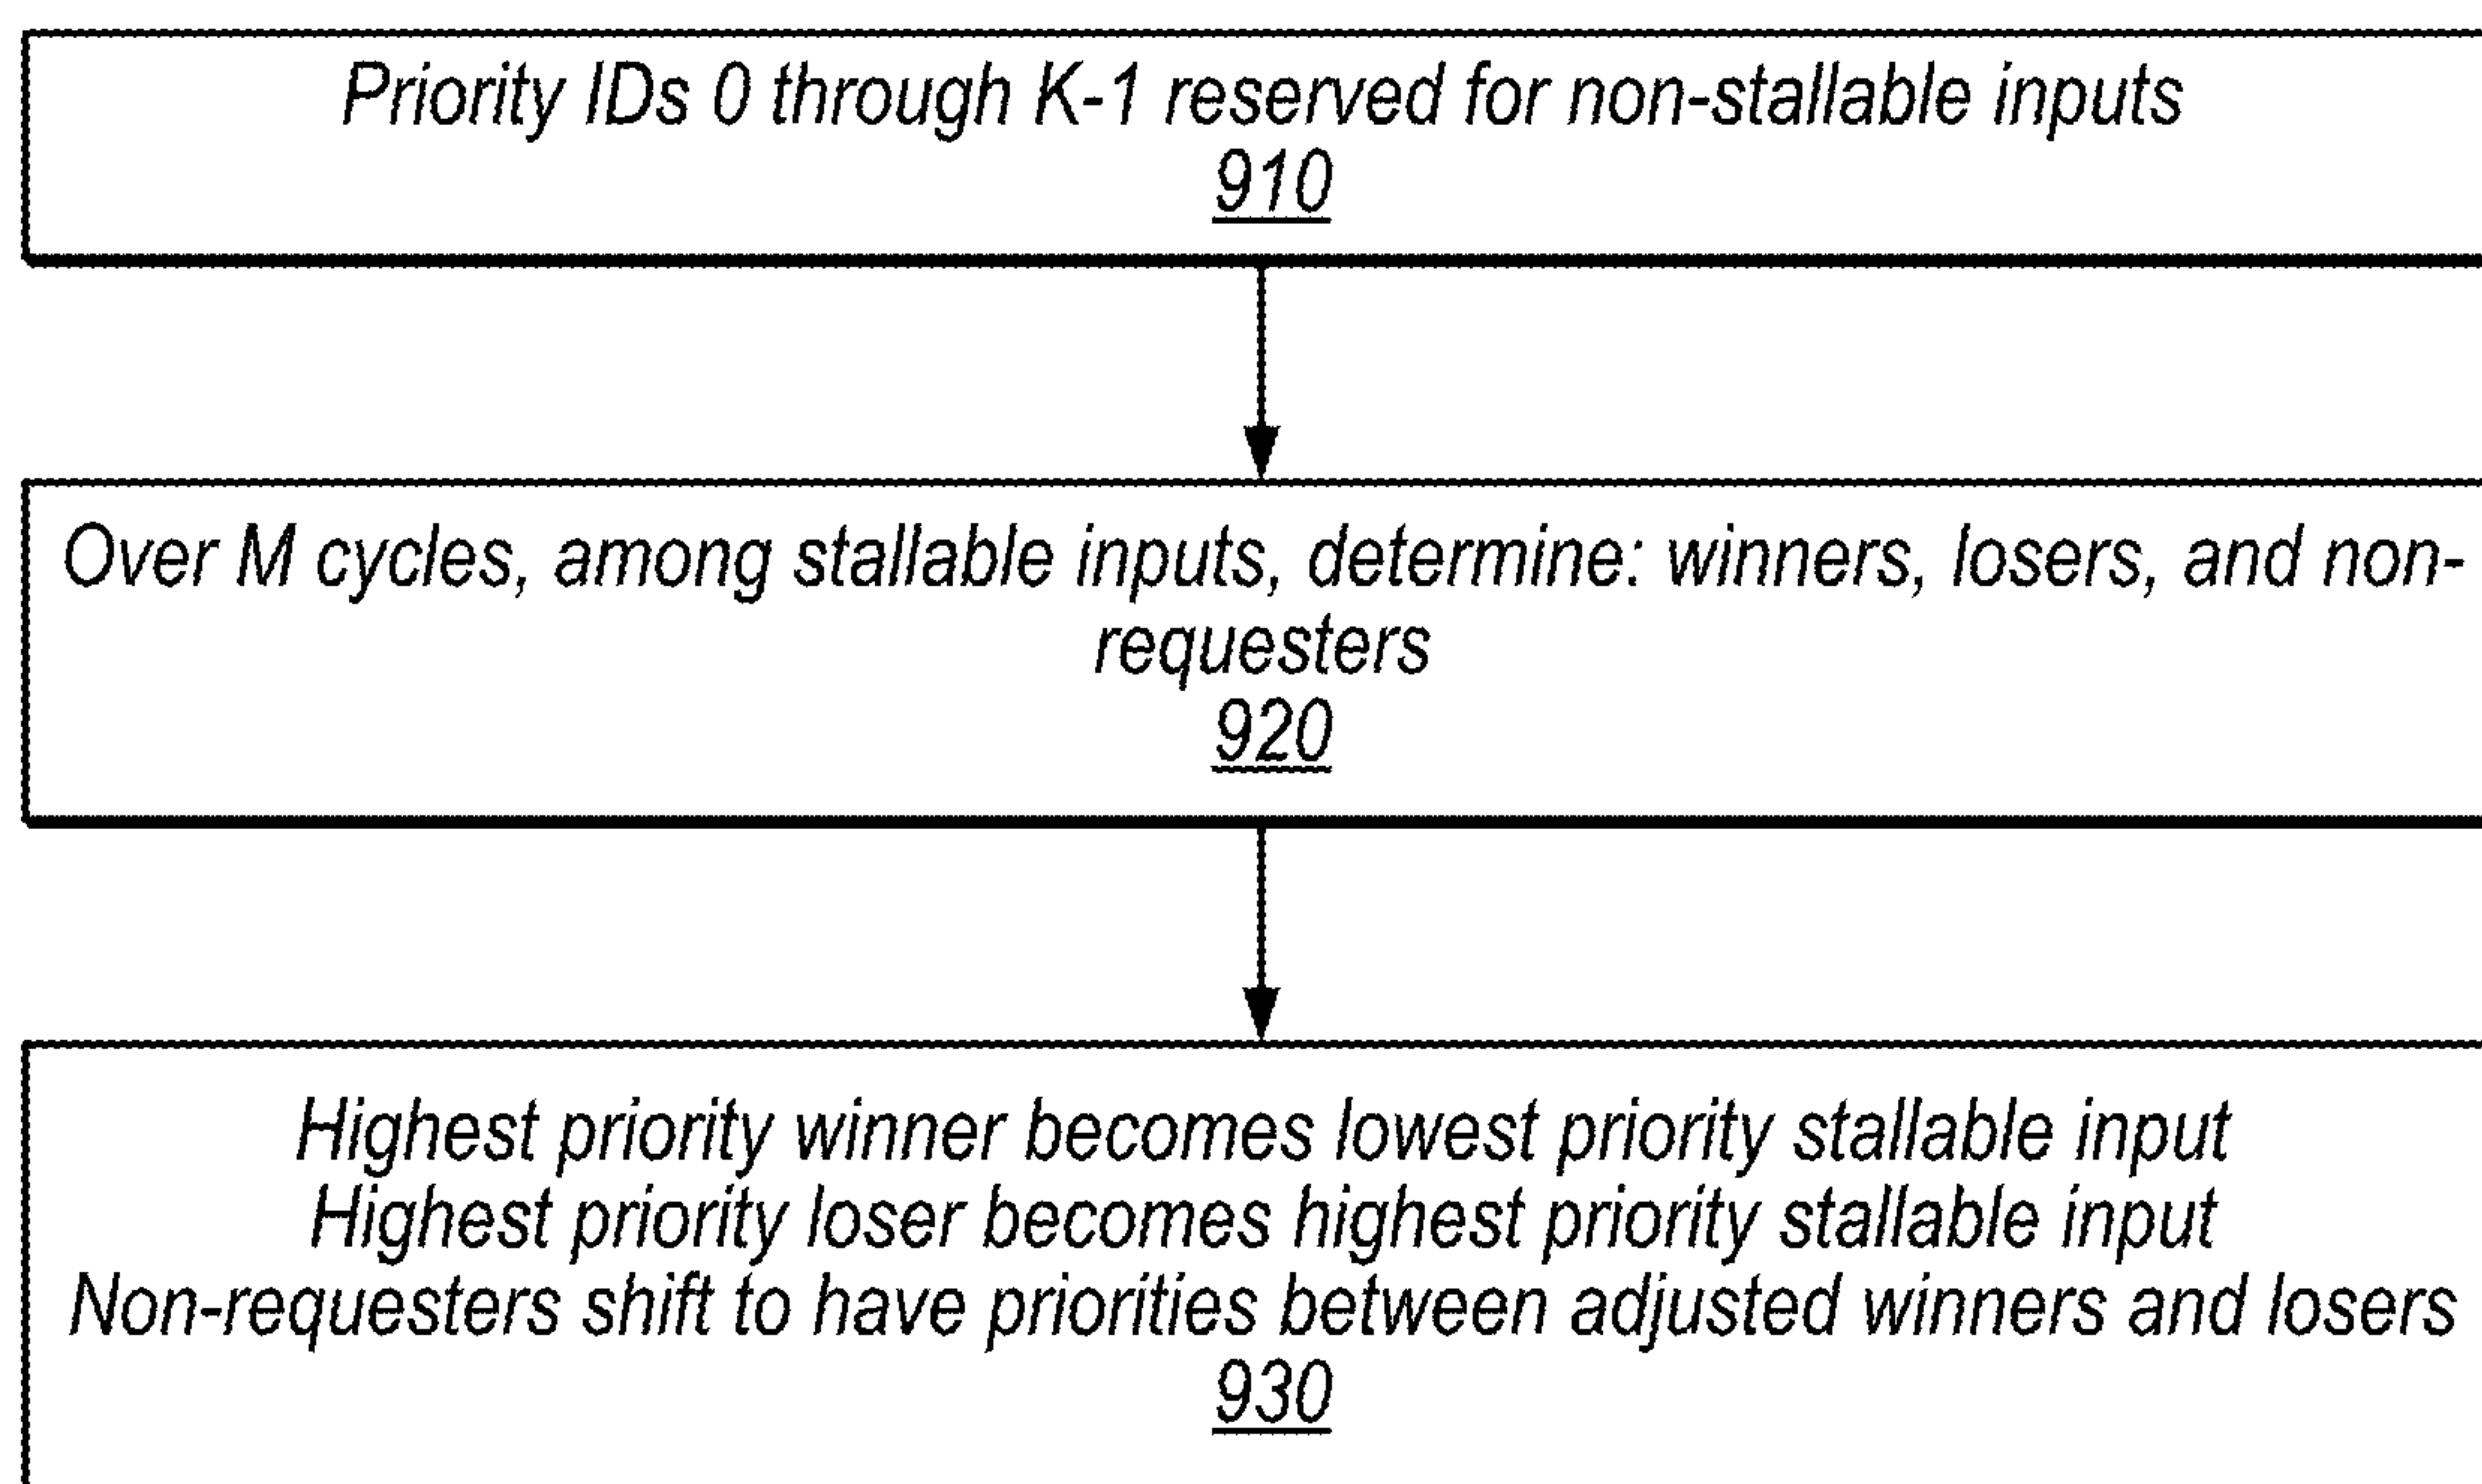 Priority IDs 0 through K-1 reserved for non-stallable inputs
910
Over M cycles, among stallable inputs, determine: winners, losers, and non-
requesters
920
Highest priority winner becomes lowest priority stallable input
Highest priority loser becomes highest priority stallable input
Non-requesters shift to have priorities between adjusted winners and losers
930